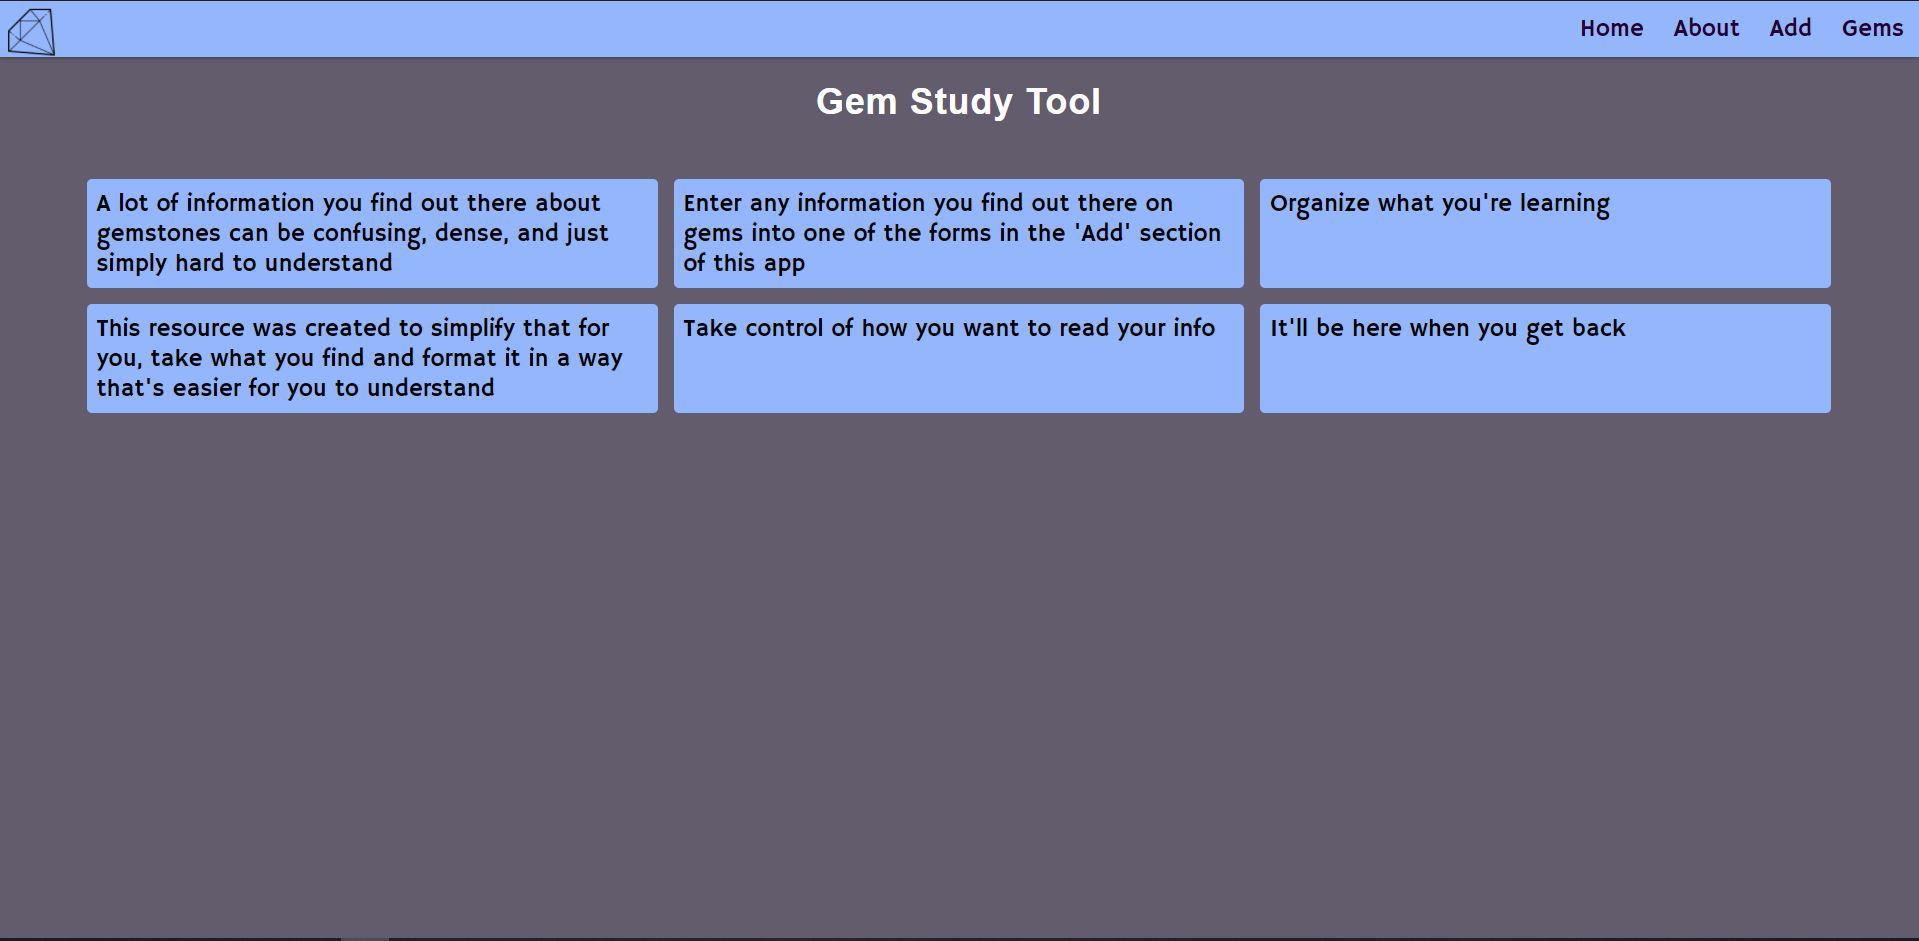 Home About Add Gems
Gem Study Tool
A lot of information you find out there about
gemstones can be confusing, dense, and just
simply hard to understand
Enter any information you find out there on
gems into one of the forms in the 'Add' section
of this app
Organize what you're learning
This resource was created to simplify that for
you, take what you find and format it in a way
that's easier for you to understand
Take control of how you want to read your info
It'll be here when you get back